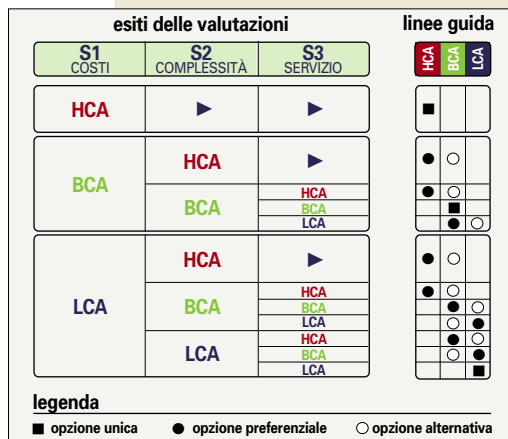 esiti delle valutazioni linee guida
S1 S2 S3 HCA BCA LCA
COSTI COMPLESSITÀ SERVIZIO
HCA ► ► ■
HCA ► ● ○
BCA
HCA ● ○
BCA BCA ■
LCA ● ○
HCA ► ● ○
HCA ● ○
LCA BCA BCA ● ○
LCA ○ ●
HCA ● ○
LCA BCA ○ ●
LCA ■
legenda
■ opzione unica ● opzione preferenziale ○ opzione alternativa